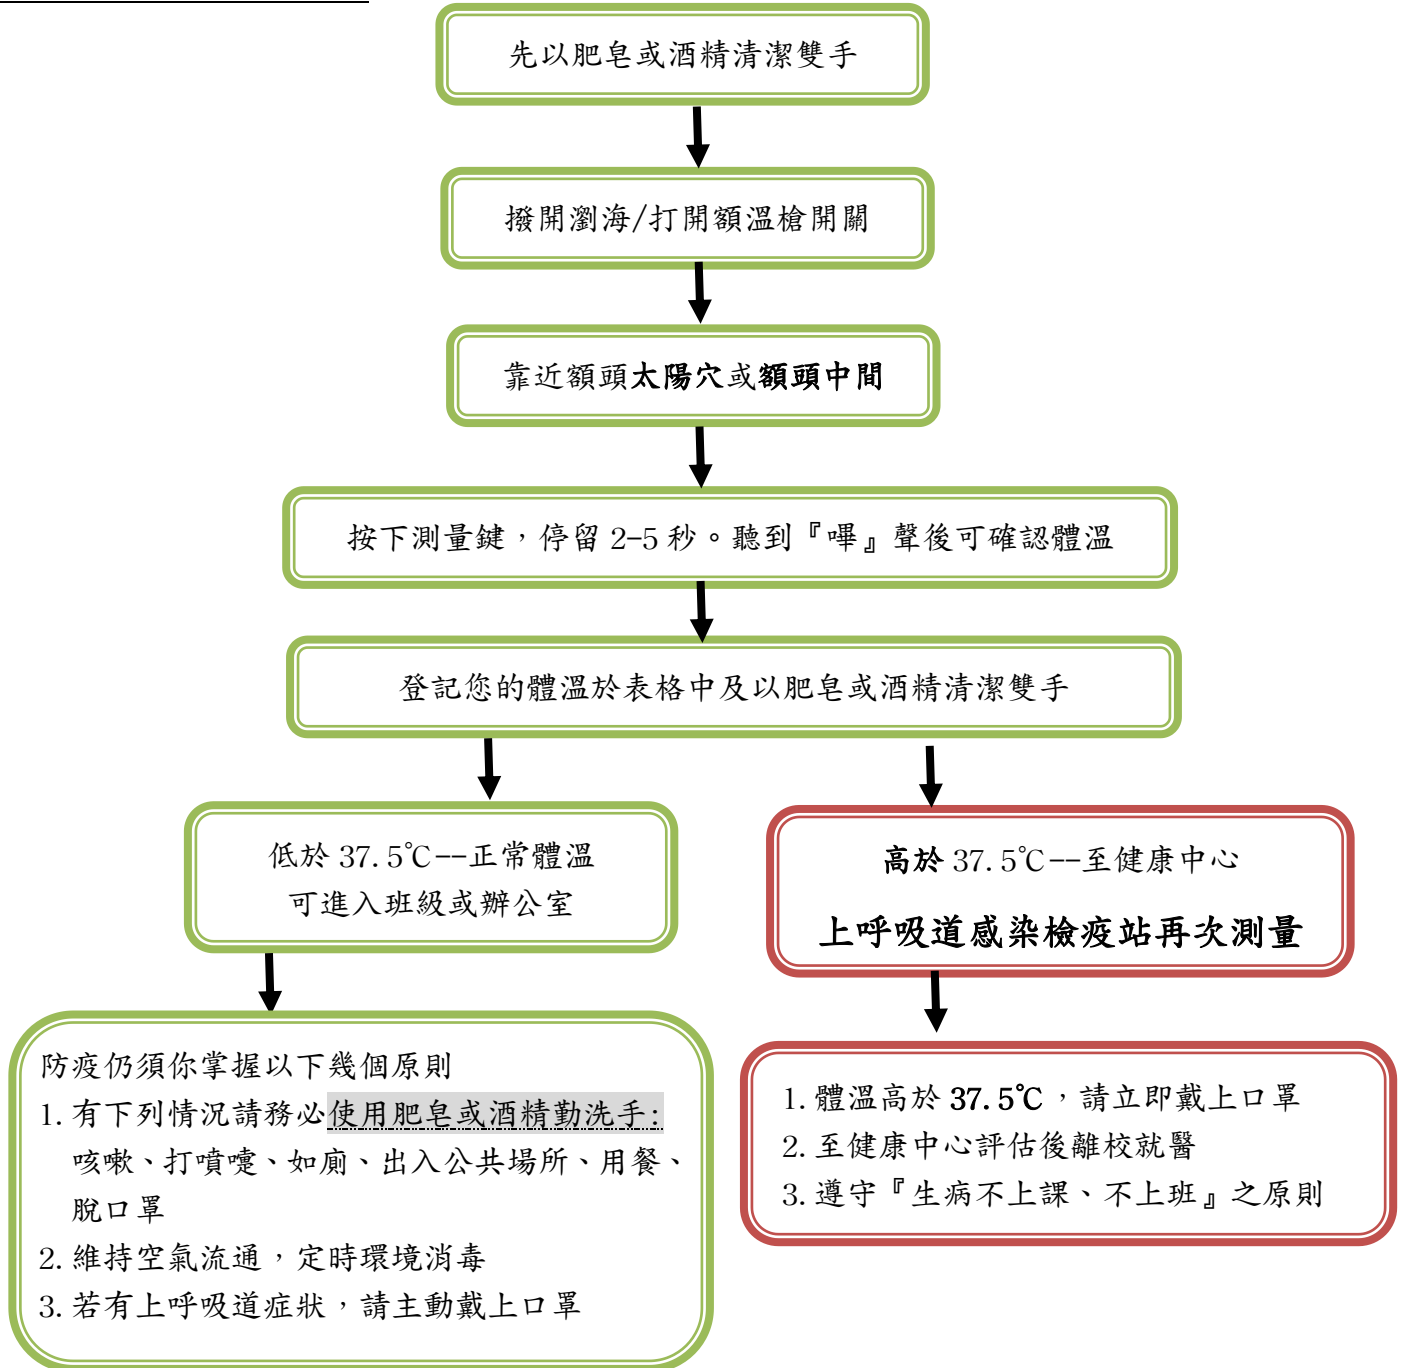 先以肥皂或酒精清潔雙手
撥開瀏海/打開額溫槍開關
靠近額頭太陽穴或額頭中間
按下測量鍵，停留 2-5 秒。聽到『嗶』聲後可確認體溫
登記您的體溫於表格中及以肥皂或酒精清潔雙手
低於 37.5℃--正常體溫
可進入班級或辦公室
高於 37.5℃--至健康中心
上呼吸道感染檢疫站再次測量
防疫仍須你掌握以下幾個原則
1. 有下列情況請務必使用肥皂或酒精勤洗手:
咳嗽、打噴嚏、如廁、出入公共場所、用餐、
脫口罩
2. 維持空氣流通，定時環境消毒
3. 若有上呼吸道症狀，請主動戴上口罩
1. 體溫高於 37.5℃，請立即戴上口罩
2. 至健康中心評估後離校就醫
3. 遵守『生病不上課、不上班』之原則